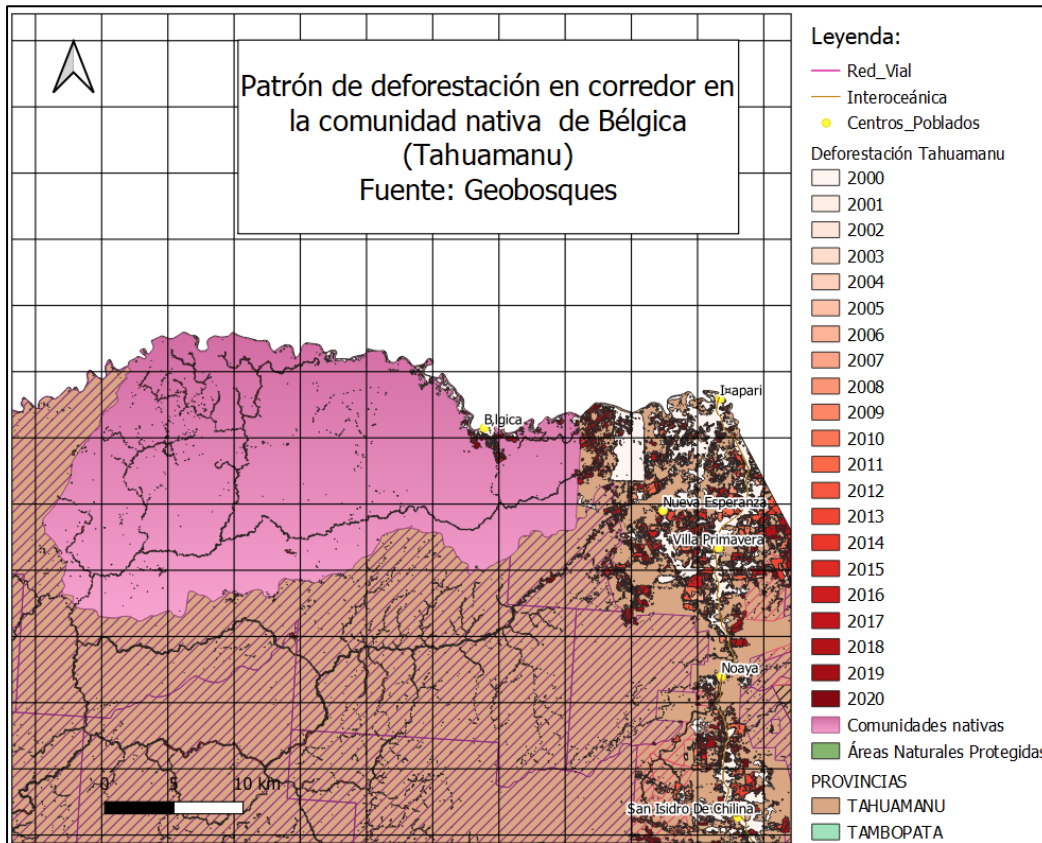 Patrón de deforestación en corredor en
la comunidad nativa de Bélgica
(Tahuamanu)
Fuente: Geobosques
Leyenda:
Red_Vial
Interoceánica
Centros_Poblados
Deforestación Tahuamanu
2000
2001
2002
2003
2004
2005
2006
2007
2008
2009
2010
2011
2012
2013
2014
2015
2016
2017
2018
2019
2020
Comunidades nativas
Áreas Naturales Protegidas
PROVINCIAS
TAHUAMANU
TAMBOPATA
I¤apari
B‚lgica
Nueva Esperanza
Villa Primavera
Noaya
San Isidro De Chilina
0 5 10 km